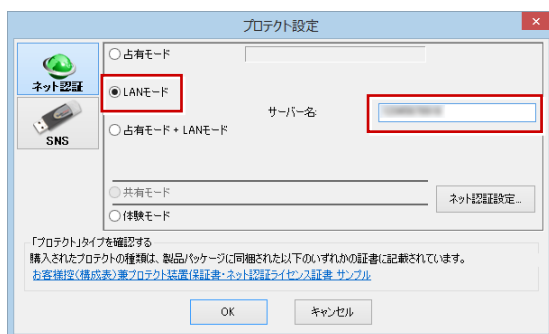 プロテクト設定
ネット認証
SNS
占有モード
LANモード
サーバー名:
占有モード + LANモード
共有モード
ネット認証設定...
体験モード
「プロテクト」タイプを確認する
購入されたプロテクトの種類は、製品パッケージに同梱された以下のいずれかの証書に記載されています。
お客様控(構成表)兼プロテクト装置保証書・ネット認証ライセンス証書 サンプル
OK
キャンセル